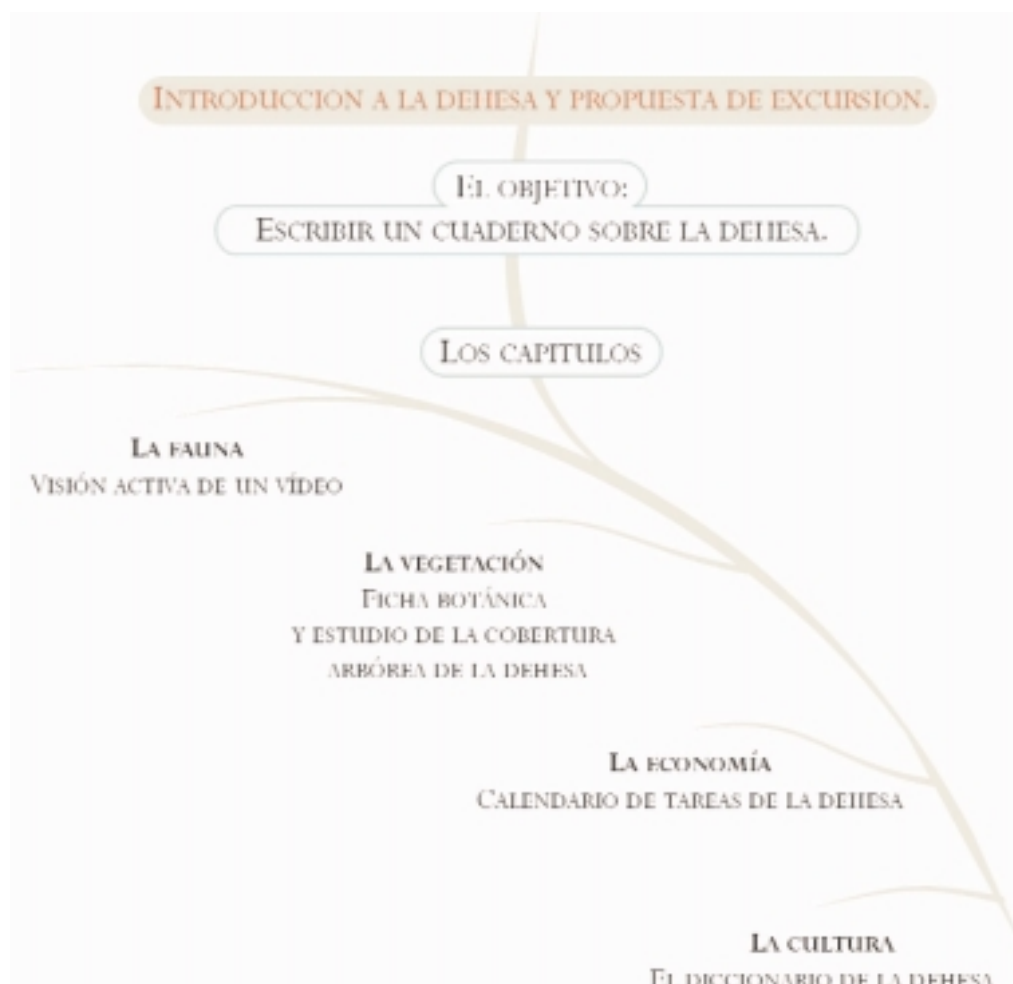 INTRODUCCION A LA DEHESA Y PROPUESTA DE EXCURSION.
EL OBJETIVO:
ESCRIBIR UN CUADERNO SOBRE LA DEHESA.
LOS CAPITULOS
LA FAUNA
VISIÓN ACTIVA DE UN VÍDEO
LA VEGETACIÓN
FICHA BOTÁNICA
Y ESTUDIO DE LA COBERTURA
ARBÓREA DE LA DEHESA
LA ECONOMÍA
CALENDARIO DE TAREAS DE LA DEHESA
LA CULTURA
EL DICCIONARIO DE LA DEHESA